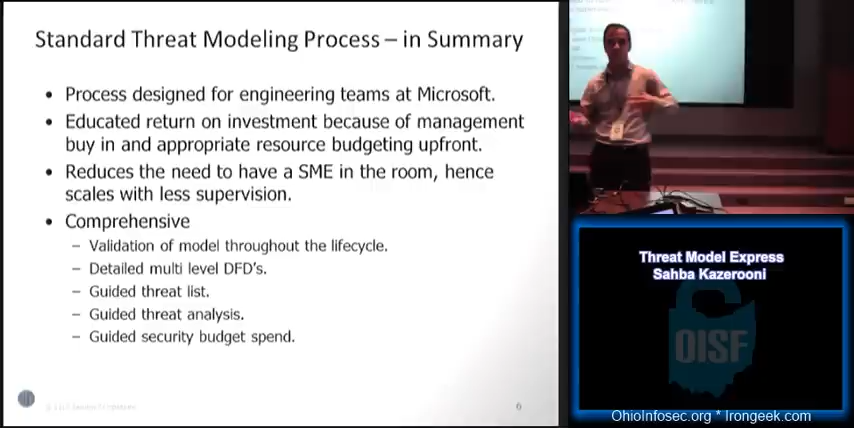 Standard Threat Modeling Process – in Summary
• Process designed for engineering teams at Microsoft.
• Educated return on investment because of management
buy in and appropriate resource budgeting upfront.
• Reduces the need to have a SME in the room, hence
scales with less supervision.
• Comprehensive
– Validation of model throughout the lifecycle.
– Detailed multi level DFD's.
– Guided threat list.
– Guided threat analysis.
– Guided security budget spend.
6
Threat Model Express
Sahba Kazerooni
OISF
OhioInfosec.org * Irongeek.com